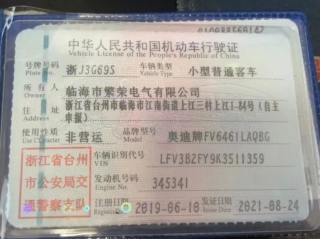 中华人民共和国机动车行驶证
Vehicle License of the People's Republic of China
号牌号码 浙J3G695 车辆类型 小型普通客车
Plate No. Vehicle Type
所有人 临海市繁荣电气有限公司
Owner
住址 浙江省台州市临海市江南街道上江三村上江1-84号(自主申报)
使用性质 非营运 品牌型号 奥迪牌FV6461LAQBG
Use Character Model
浙江省台州市公安局交通警察支队
车辆识别代号 LFV3B2FY9K3511359
VIN
发动机号码 345341
Engine No.
注册日期 2019-06-10 发证日期 2021-08-24
Issue Date